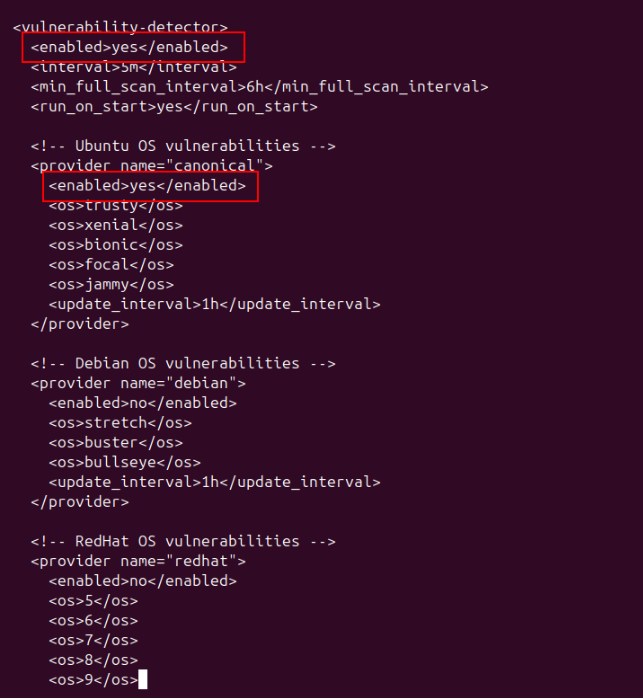 <vulnerability-detector>
<enabled>yes</enabled>
<interval>5m</interval>
<min_full_scan_interval>6h</min_full_scan_interval>
<run_on_start>yes</run_on_start>
<!-- Ubuntu OS vulnerabilities -->
<provider name="canonical">
<enabled>yes</enabled>
<os>trusty</os>
<os>xenial</os>
<os>bionic</os>
<os>focal</os>
<os>jammy</os>
<update_interval>1h</update_interval>
</provider>
<!-- Debian OS vulnerabilities -->
<provider name="debian">
<enabled>no</enabled>
<os>stretch</os>
<os>buster</os>
<os>bullseye</os>
<update_interval>1h</update_interval>
</provider>
<!-- RedHat OS vulnerabilities -->
<provider name="redhat">
<enabled>no</enabled>
<os>5</os>
<os>6</os>
<os>7</os>
<os>8</os>
<os>9</os>